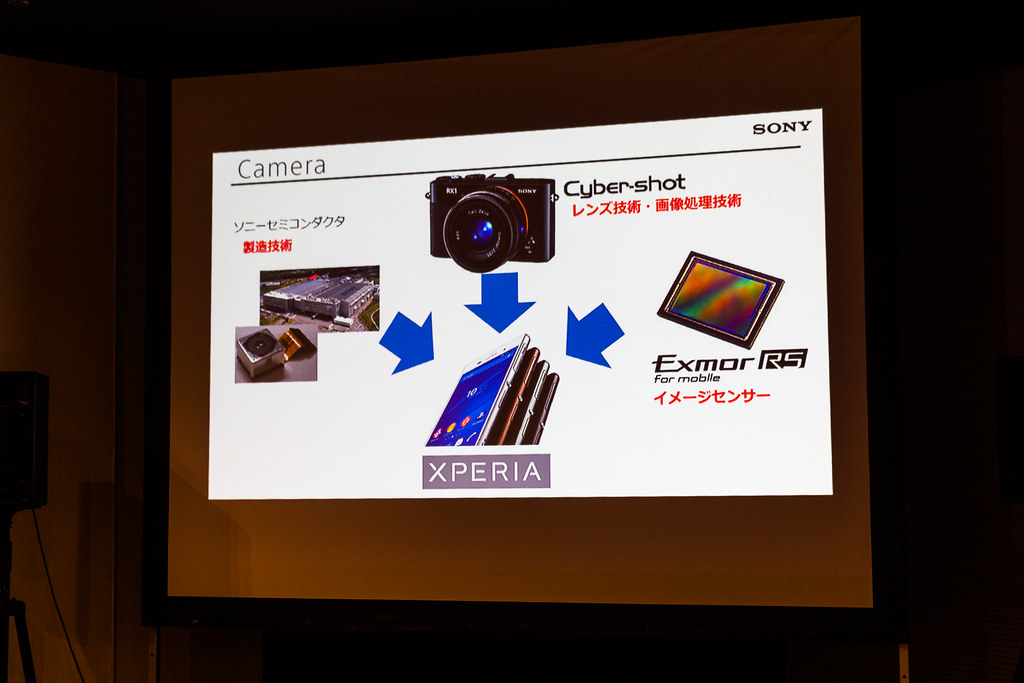 SONY
Camera
RX1
SONY
Cyber-shot
レンズ技術・画像処理技術
ソニーセミコンダクタ
製造技術
Exmor RS
for mobile
イメージセンサー
XPERIA